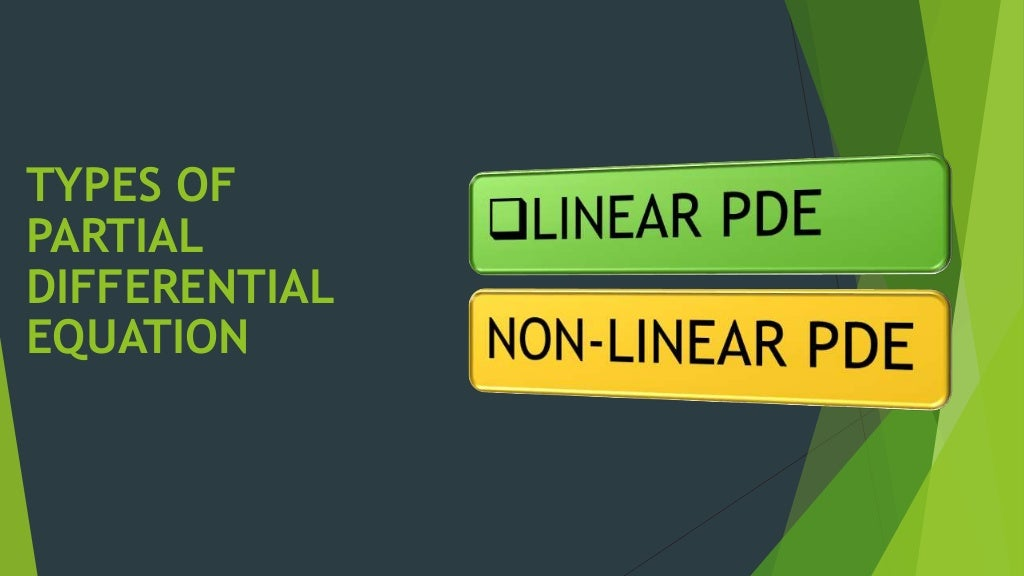 TYPES OF
PARTIAL
DIFFERENTIAL
EQUATION
❑LINEAR PDE
NON-LINEAR PDE